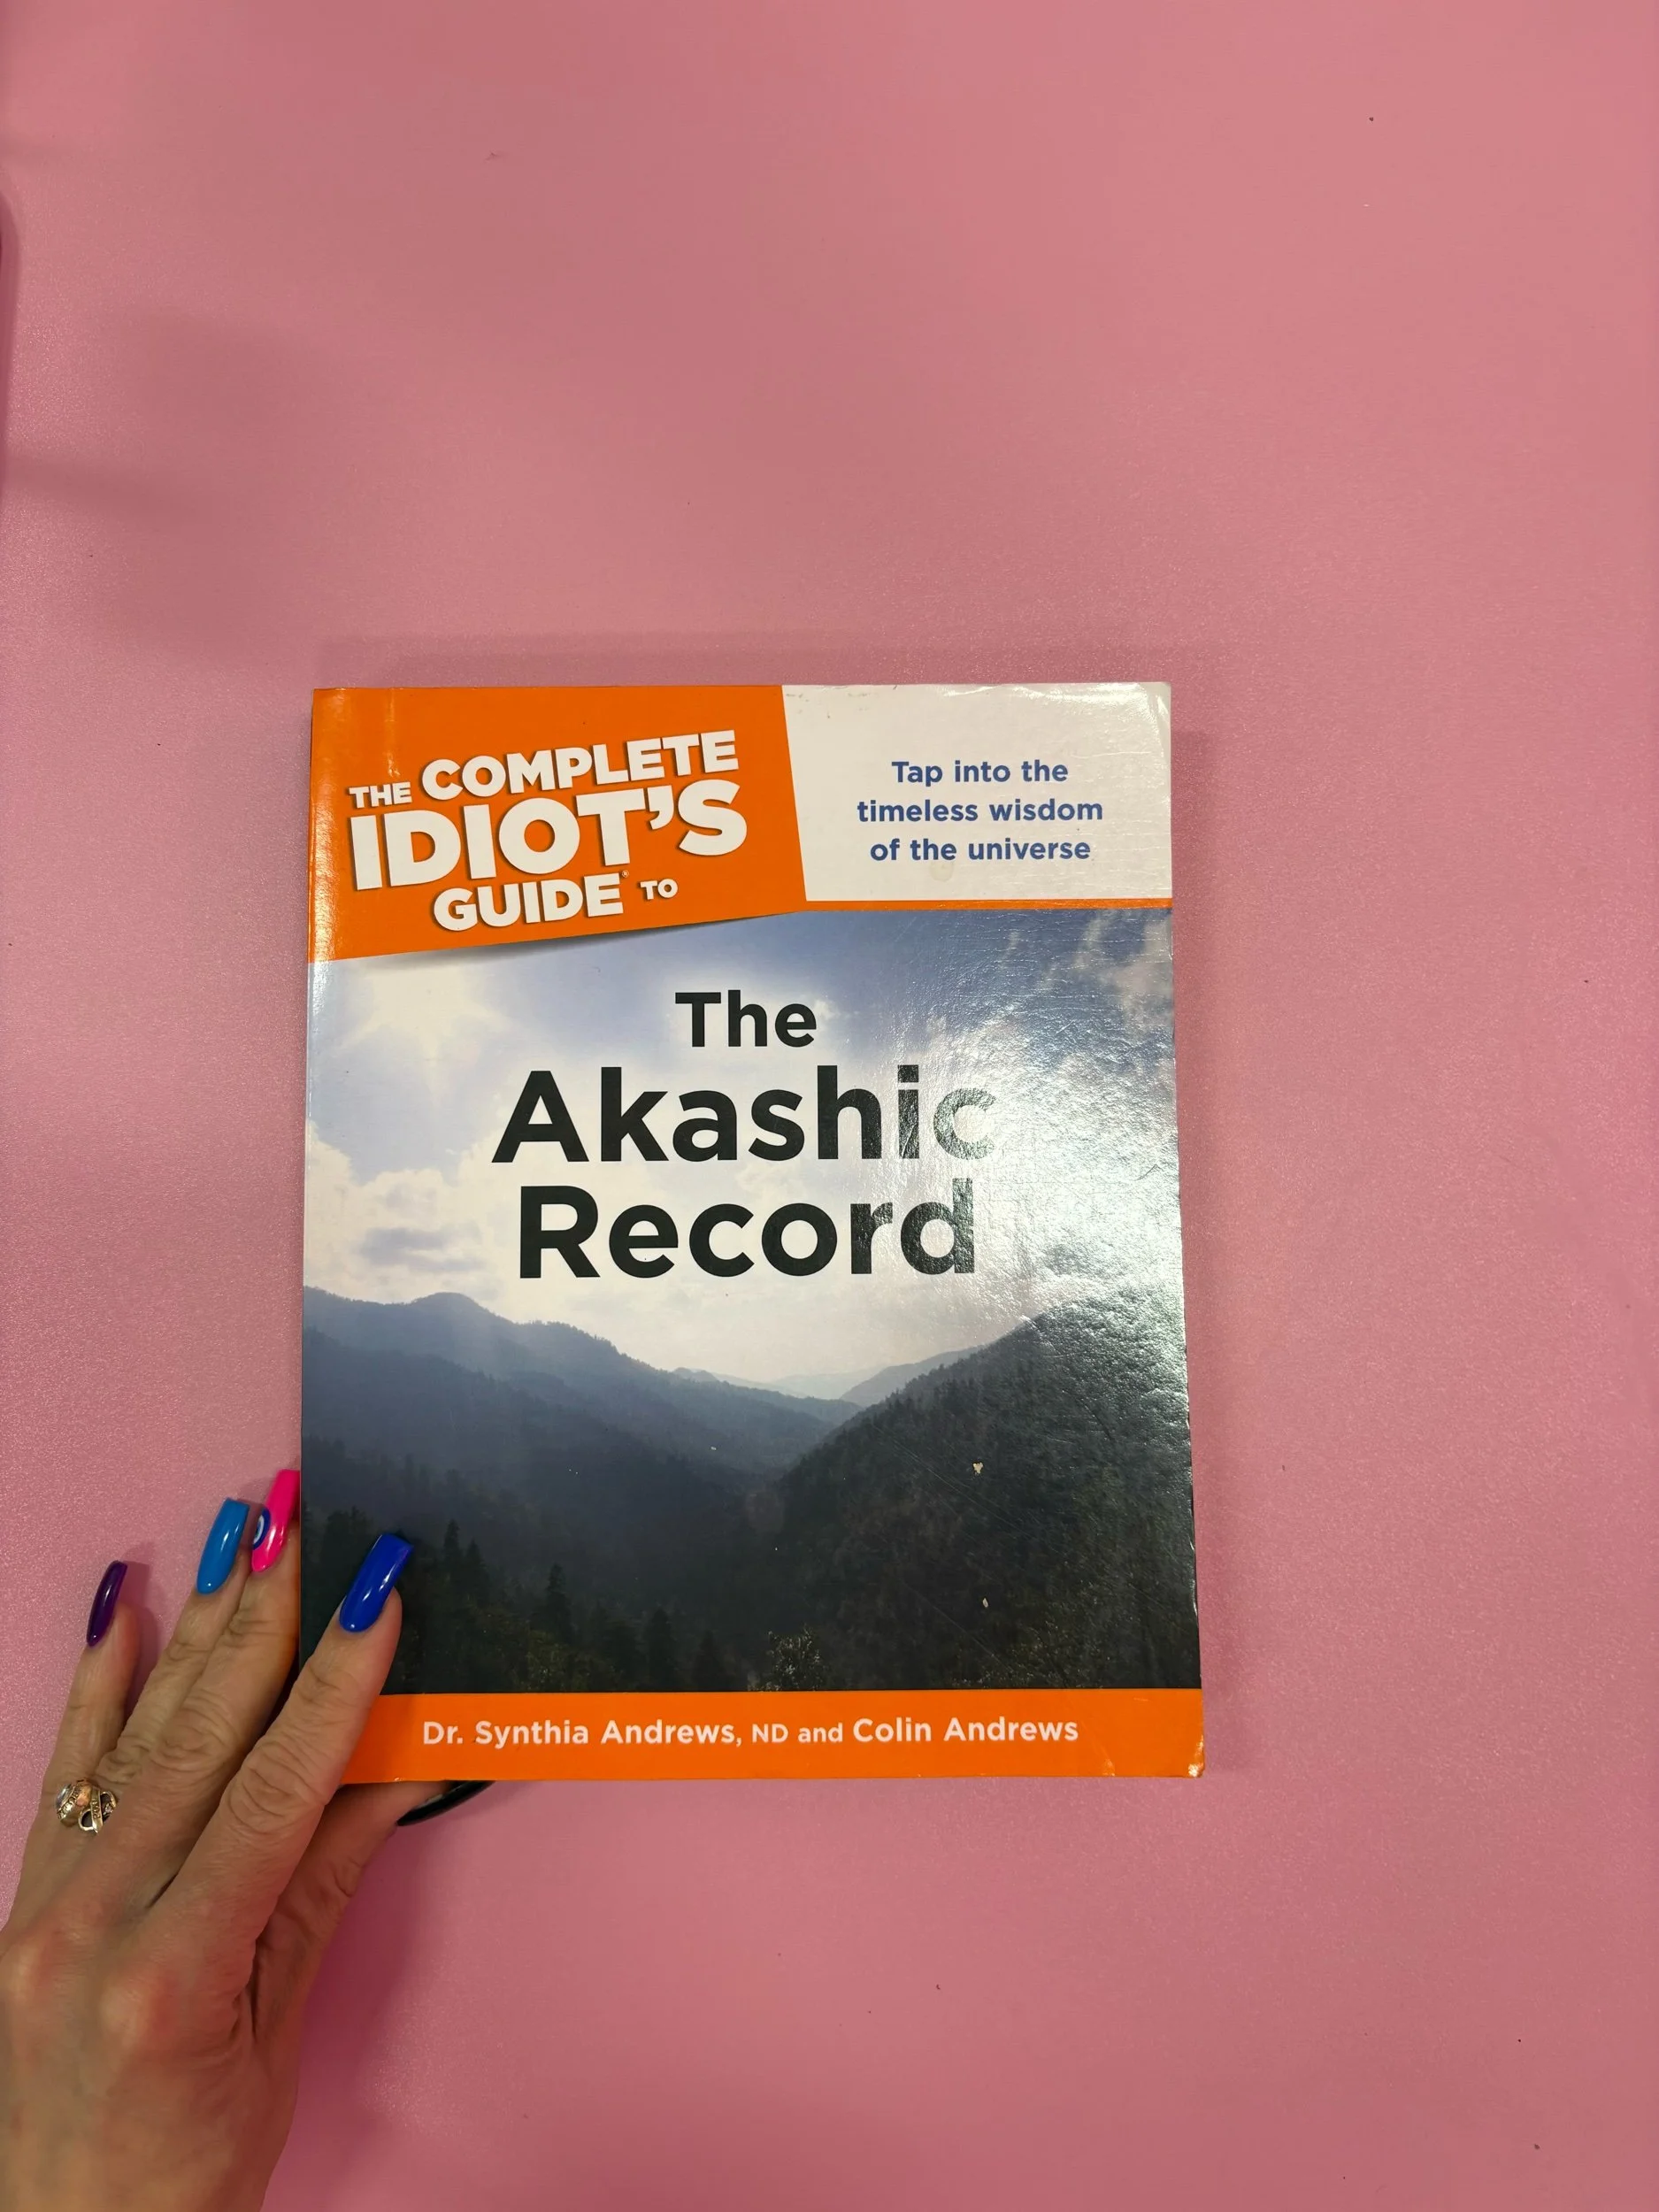 THE COMPLETE
IDIOT'S
GUIDE® TO
Tap into the
timeless wisdom
of the universe
The
Akashic
Record
Dr. Synthia Andrews, ND and Colin Andrews